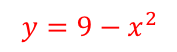 y = 9 − x²